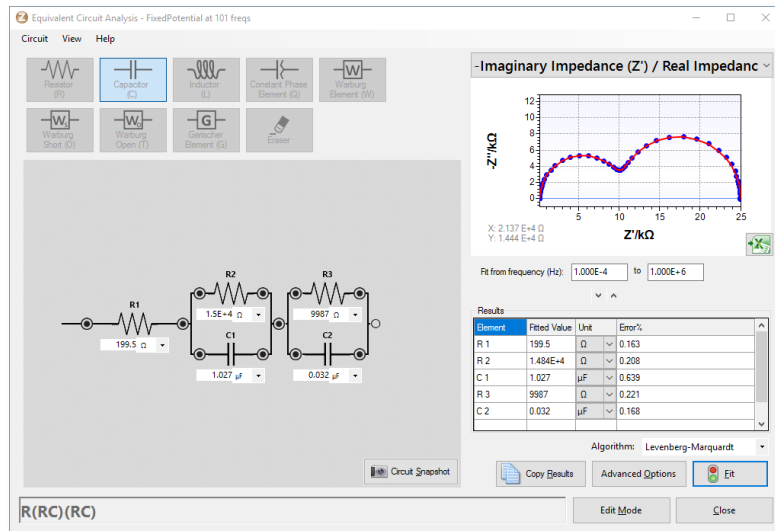 Equivalent Circuit Analysis - FixedPotential at 101 freqs
Circuit View Help
Resistor (R)
Capacitor (C)
Inductor (L)
Constant Phase Element (Q)
Warburg Element (W)
Warburg Short (O)
Warburg Open (T)
Gerischer Element (G)
Eraser
-Imaginary Impedance (Z') / Real Impedanc
-Z''/kΩ
12
10
8
6
4
2
0
5 10 15 20 25
Z'/kΩ
X: 2.137 E+4 Ω
Y: 1.444 E+4 Ω
Fit from frequency (Hz): 1.000E-4 to 1.000E+6
R1
199.5 Ω
R2
1.5E+4 Ω
C1
1.027 µF
R3
9987 Ω
C2
0.032 µF
Results
Element Fitted Value Unit Error%
R 1 199.5 Ω 0.163
R 2 1.484E+4 Ω 0.208
C 1 1.027 µF 0.639
R 3 9987 Ω 0.221
C 2 0.032 µF 0.168
Algorithm: Levenberg-Marquardt
Circuit Snapshot
Copy Results
Advanced Options
Fit
R(RC)(RC)
Edit Mode
Close